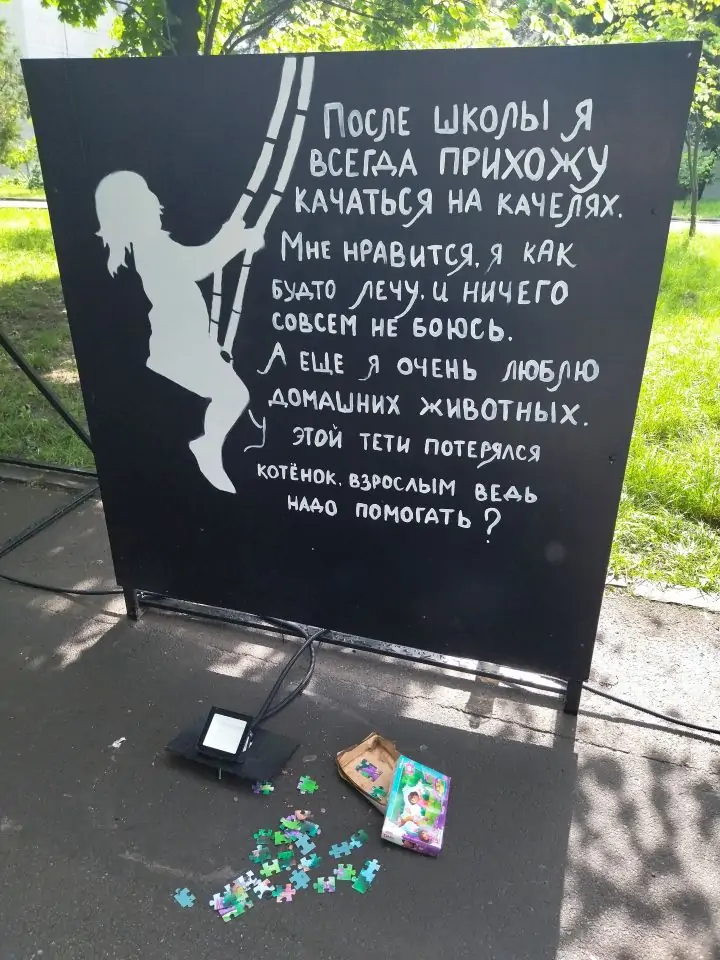 После школы я
всегда прихожу
качаться на качелях.
Мне нравится, я как
будто лечу, и ничего
совсем не боюсь.
А еще я очень люблю
домашних животных.
У этой тети потерялся
котёнок. взрослым ведь
надо помогать?